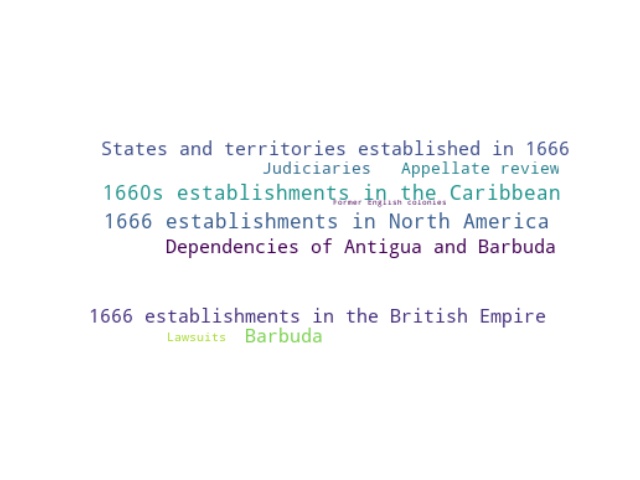 States and territories established in 1666
Judiciaries Appellate review
1660s establishments in the Caribbean
Former English colonies
1666 establishments in North America
Dependencies of Antigua and Barbuda
1666 establishments in the British Empire
Lawsuits Barbuda